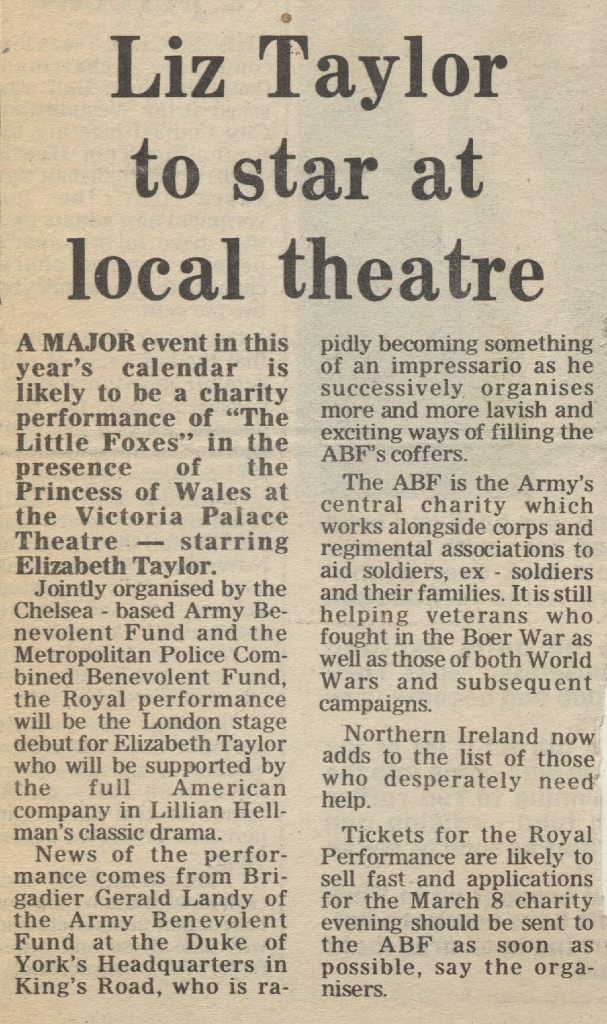 Liz Taylor
to star at
local theatre
A MAJOR event in this
year's calendar is
likely to be a charity
performance of “The
Little Foxes” in the
presence of the
Princess of Wales at
the Victoria Palace
Theatre — starring
Elizabeth Taylor.
Jointly organised by the
Chelsea - based Army Be-
nevolent Fund and the
Metropolitan Police Com-
bined Benevolent Fund,
the Royal performance
will be the London stage
debut for Elizabeth Taylor
who will be supported by
the full American
company in Lillian Hell-
man's classic drama.
News of the perfor-
mance comes from Bri-
gadier Gerald Landy of
the Army Benevolent
Fund at the Duke of
York's Headquarters in
King's Road, who is ra-
pidly becoming something
of an impressario as he
successively organises
more and more lavish and
exciting ways of filling the
ABF's coffers.
The ABF is the Army's
central charity which
works alongside corps and
regimental associations to
aid soldiers, ex - soldiers
and their families. It is still
helping veterans who
fought in the Boer War as
well as those of both World
Wars and subsequent
campaigns.
Northern Ireland now
adds to the list of those
who desperately need
help.
Tickets for the Royal
Performance are likely to
sell fast and applications
for the March 8 charity
evening should be sent to
the ABF as soon as
possible, say the orga-
nisers.